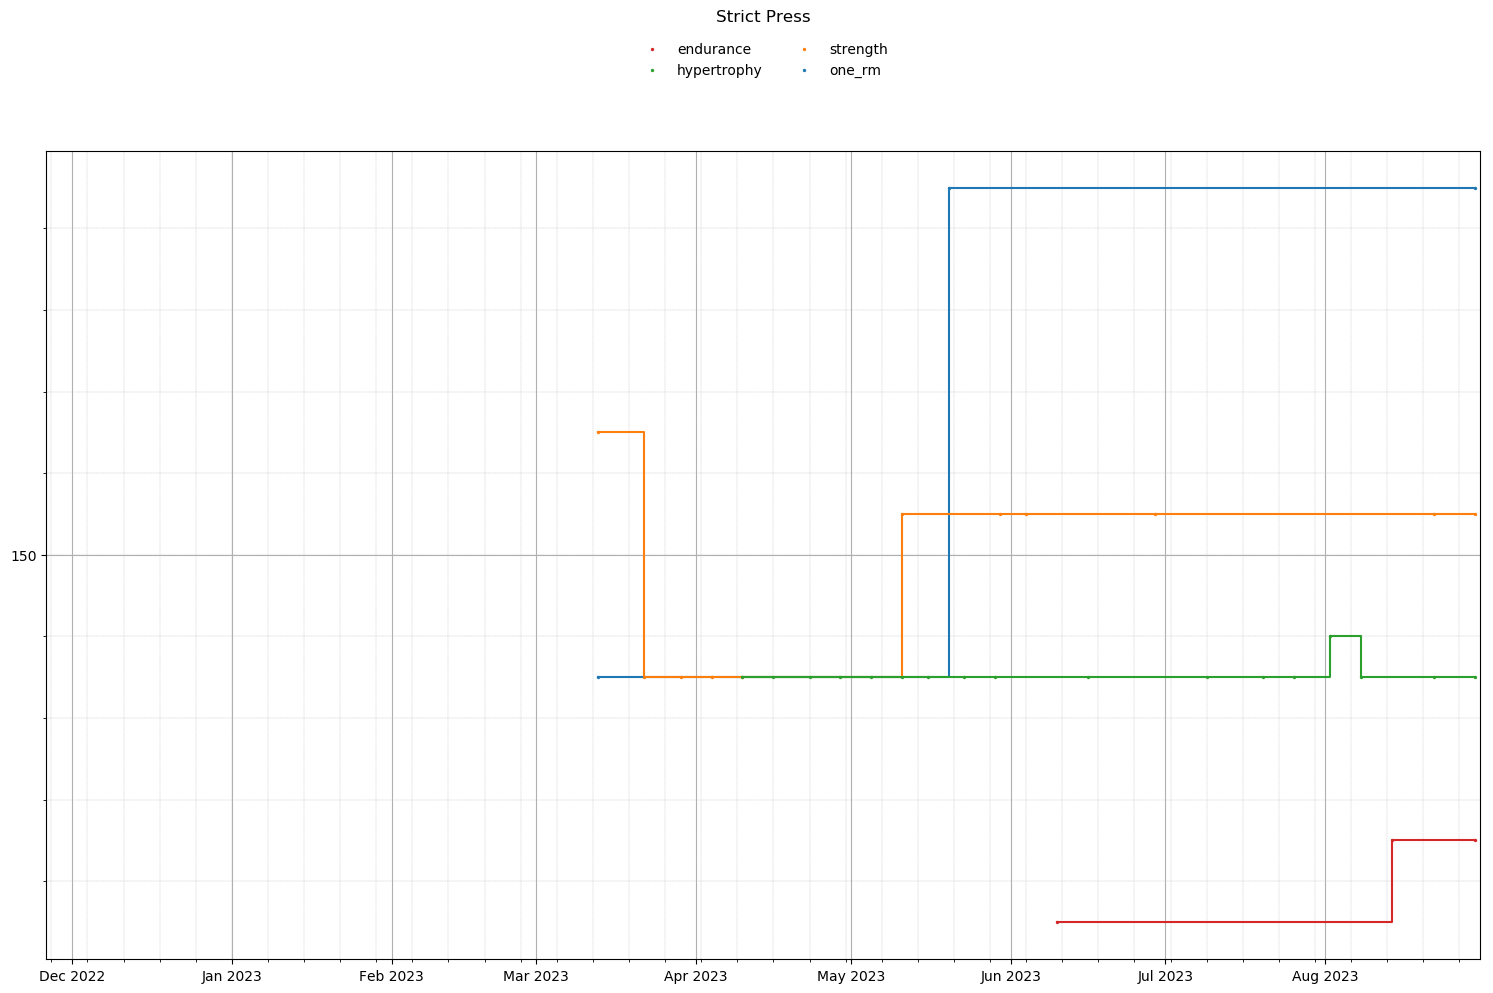 Strict Press
endurance
hypertrophy
strength
one_rm
150
Dec 2022
Jan 2023
Feb 2023
Mar 2023
Apr 2023
May 2023
Jun 2023
Jul 2023
Aug 2023